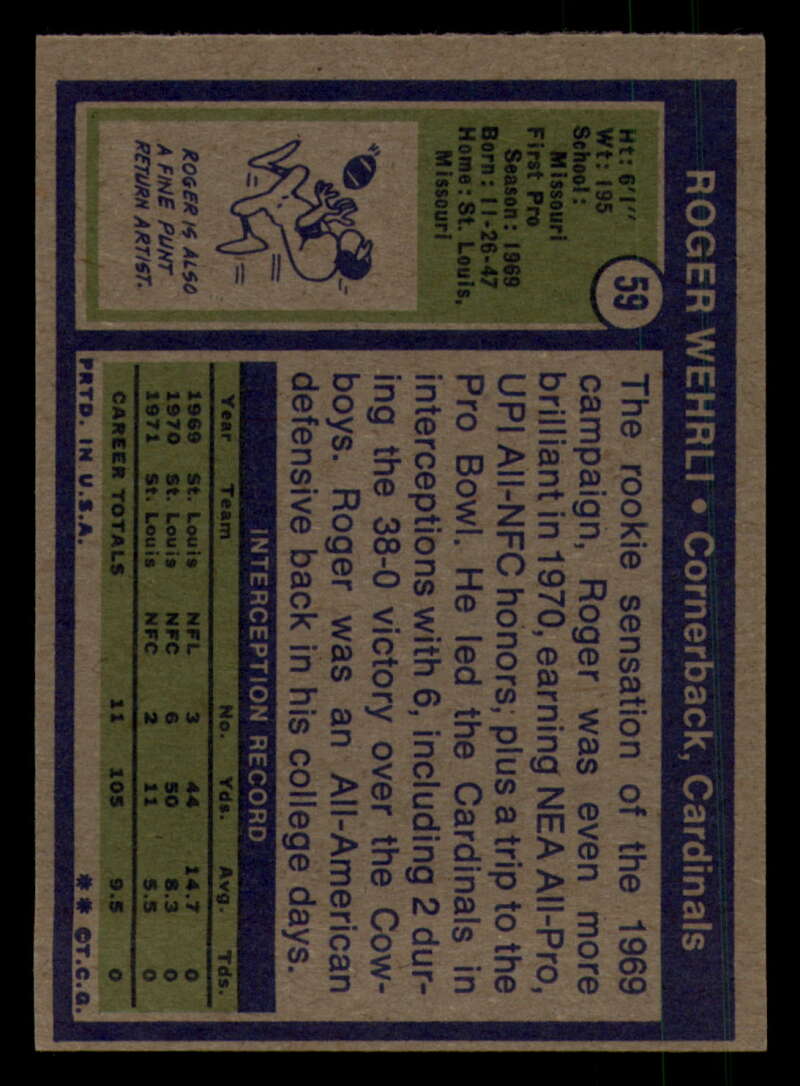 ROGER WEHRLI • Cornerback, Cardinals
59
Ht: 6'1"
Wt: 195
School:
Missouri
First Pro
Season: 1969
Born: 11-26-47
Home: St. Louis,
Missouri
ROGER IS ALSO
A FINE PUNT
RETURN ARTIST.
The rookie sensation of the 1969
campaign, Roger was even more
brilliant in 1970, earning NEA All-Pro,
UPI All-NFC honors; plus a trip to the
Pro Bowl. He led the Cardinals in
interceptions with 6, including 2 dur-
ing the 38-0 victory over the Cow-
boys. Roger was an All-American
defensive back in his college days.
INTERCEPTION RECORD
Year Team No. Yds. Avg. Tds.
1969 St. Louis NFL 3 44 14.7 0
1970 St. Louis NFC 6 50 8.3 0
1971 St. Louis NFC 2 11 5.5 0
CAREER TOTALS 11 105 9.5 0
PRTD. IN U.S.A. ** ©T.C.G.